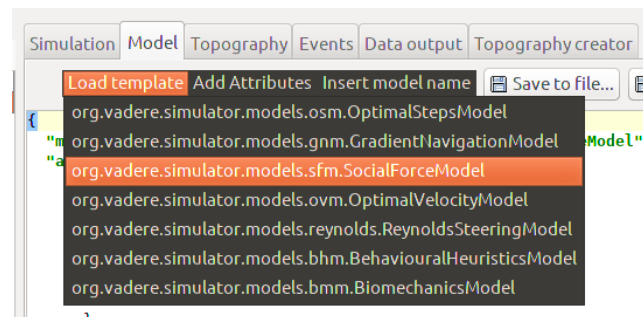 Simulation Model Topography Events Data output Topography creator
Load template Add Attributes Insert model name Save to file...
{
org.vadere.simulator.models.osm.OptimalStepsModel
"m
org.vadere.simulator.models.gnm.GradientNavigationModel
Model"
"a
org.vadere.simulator.models.sfm.SocialForceModel
org.vadere.simulator.models.ovm.OptimalVelocityModel
org.vadere.simulator.models.reynolds.ReynoldsSteeringModel
org.vadere.simulator.models.bhm.BehaviouralHeuristicsModel
org.vadere.simulator.models.bmm.BiomechanicsModel